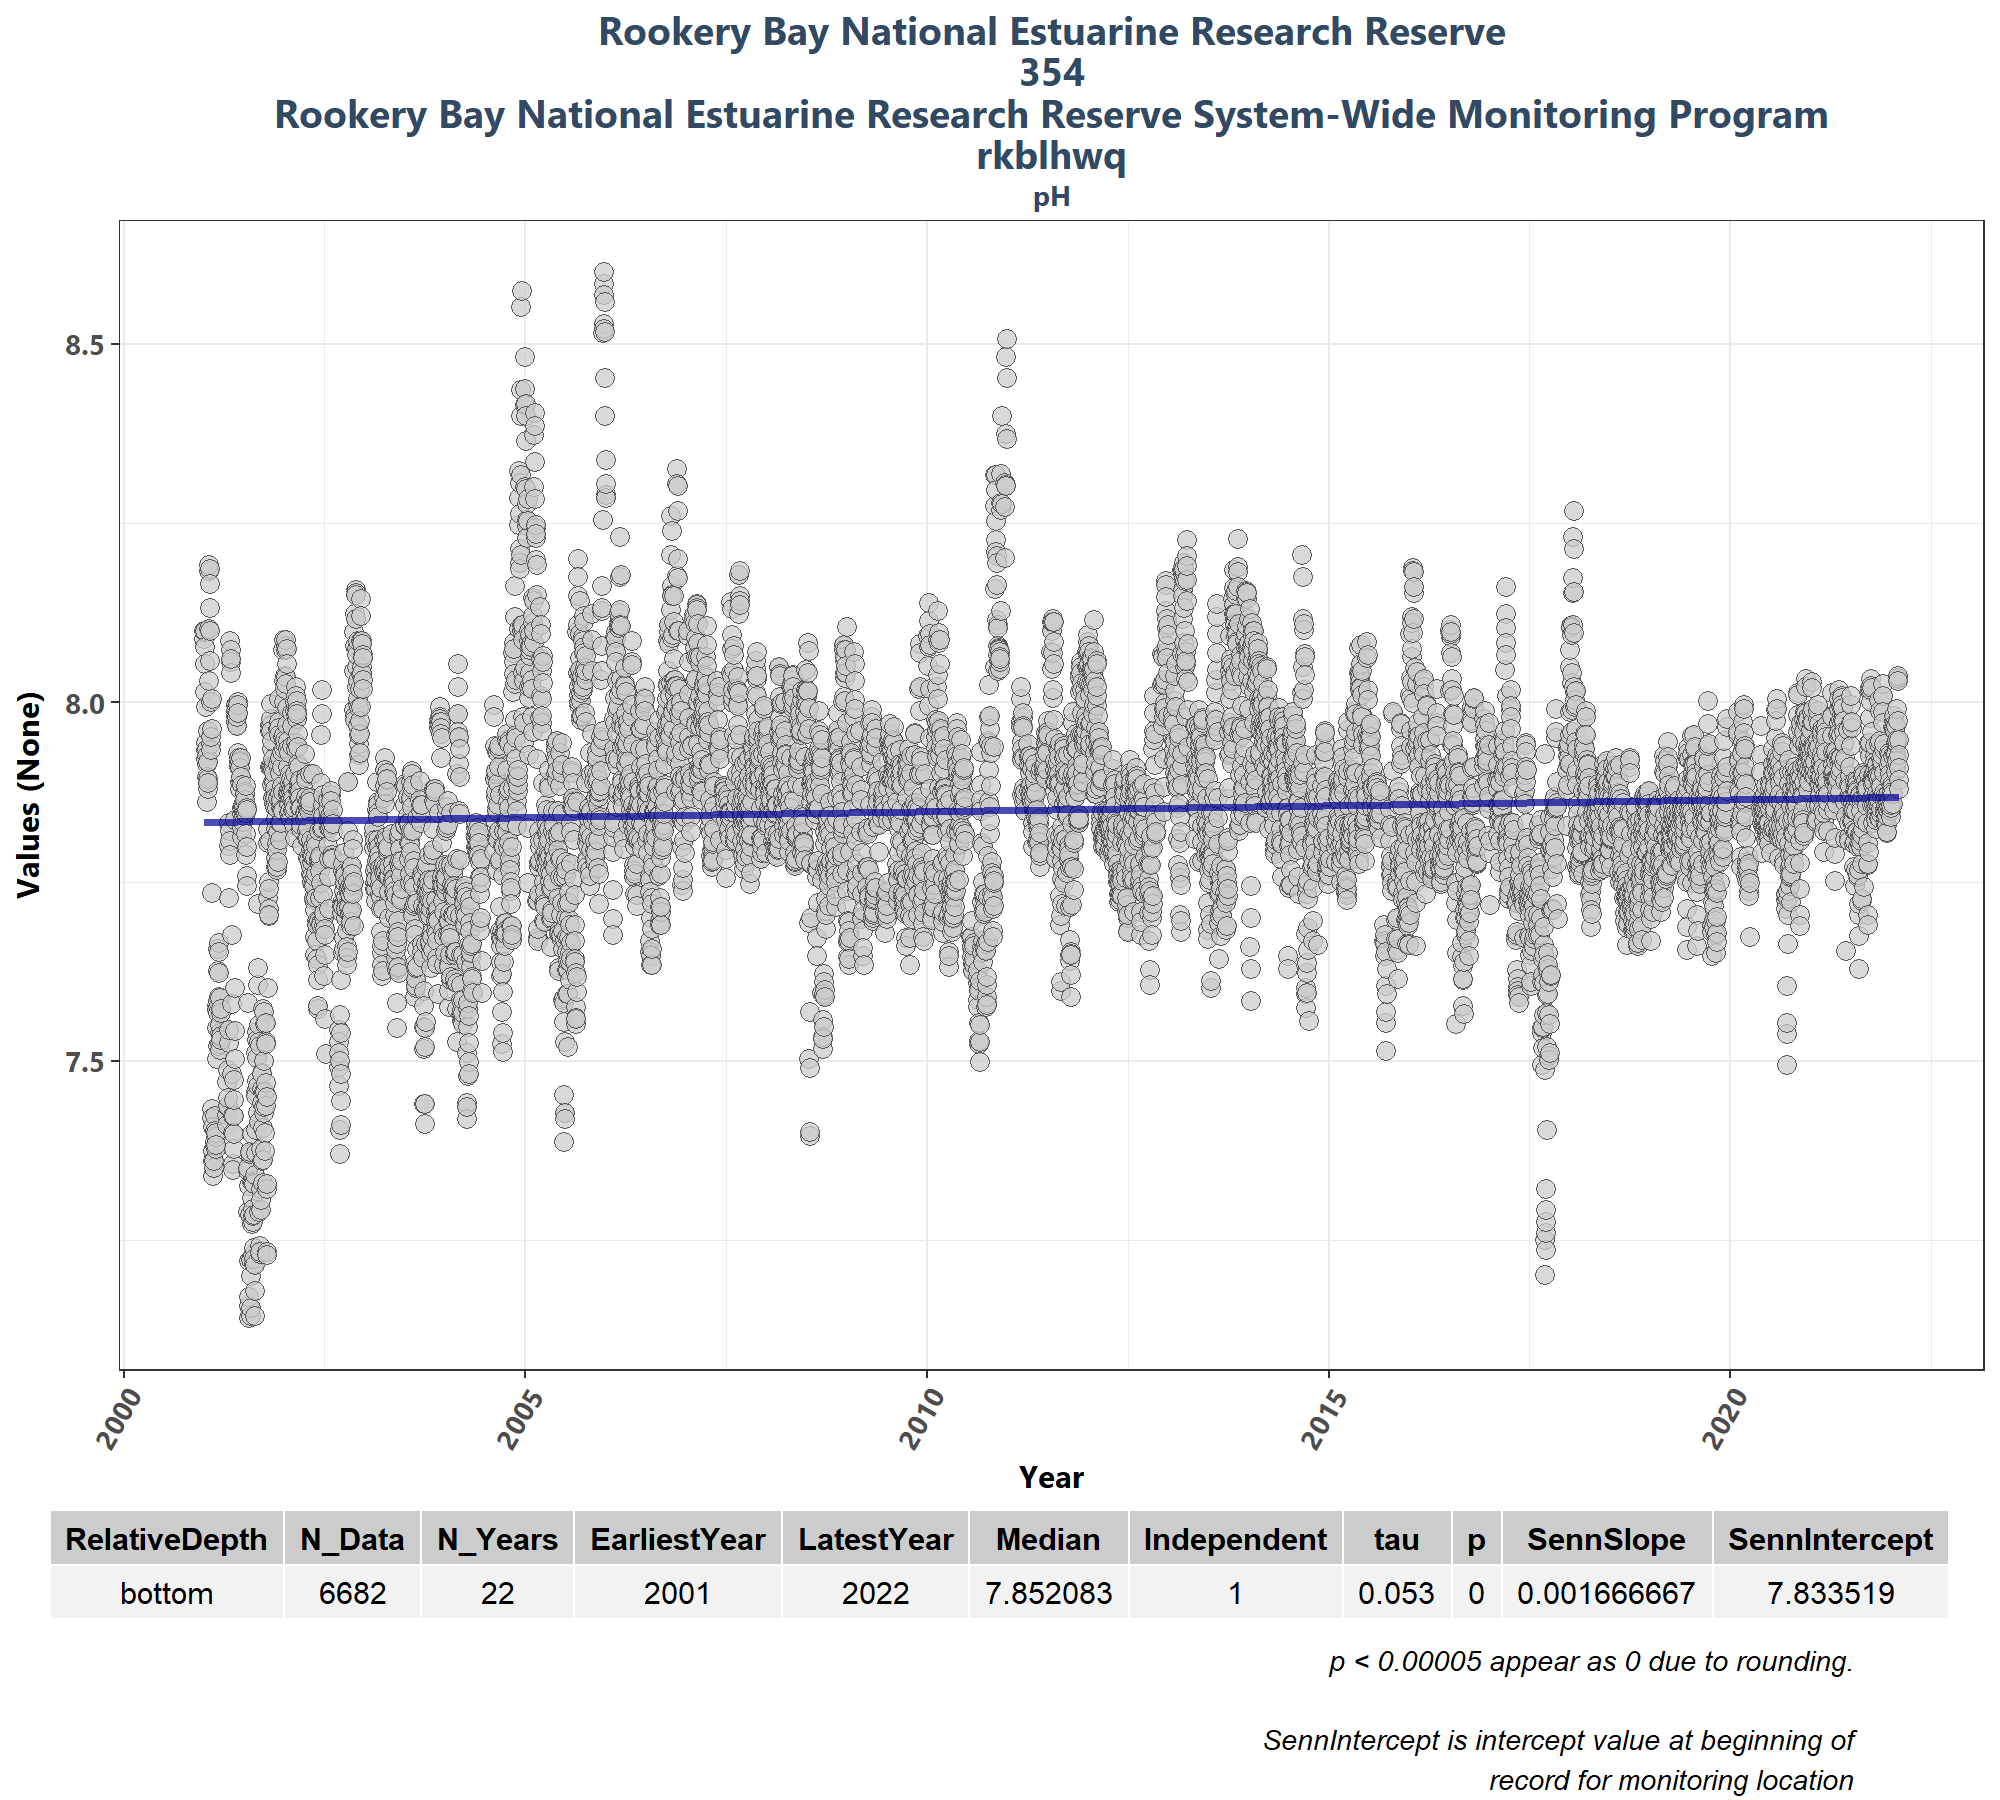 Rookery Bay National Estuarine Research Reserve
354
Rookery Bay National Estuarine Research Reserve System-Wide Monitoring Program
rkblhwq
pH
Values (None)
8.5
8.0
7.5
2000 2005 2010 2015 2020
Year
RelativeDepth N_Data N_Years EarliestYear LatestYear Median Independent tau p SennSlope SennIntercept
bottom 6682 22 2001 2022 7.852083 1 0.053 0 0.001666667 7.833519
p < 0.00005 appear as 0 due to rounding.
SennIntercept is intercept value at beginning of
record for monitoring location